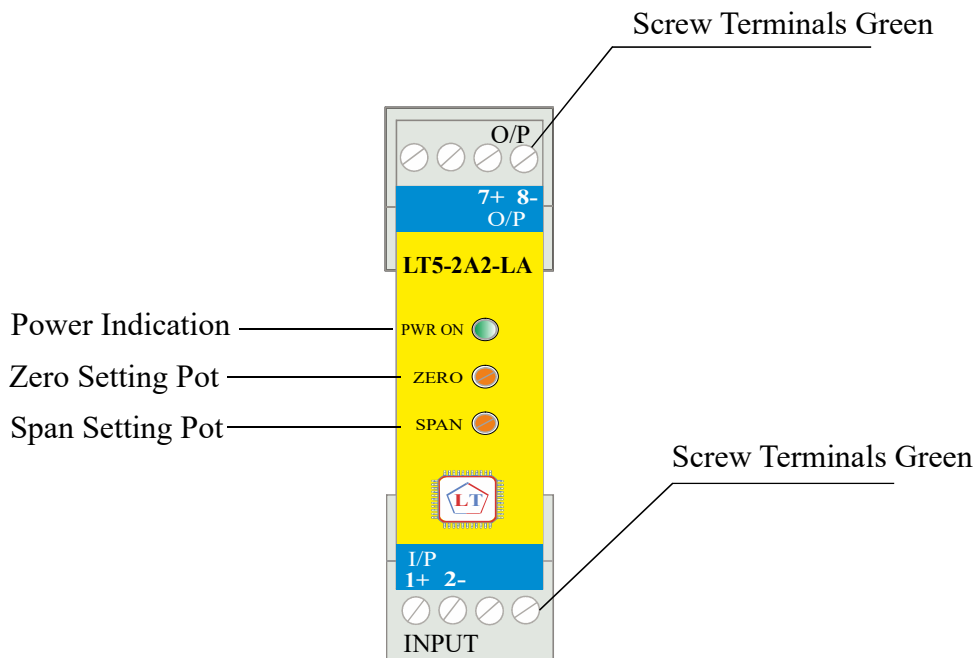 Screw Terminals Green
O/P
7+ 8-
O/P
LT5-2A2-LA
Power Indication
PWR ON
Zero Setting Pot
ZERO
Span Setting Pot
SPAN
Screw Terminals Green
LT
I/P
1+ 2-
INPUT